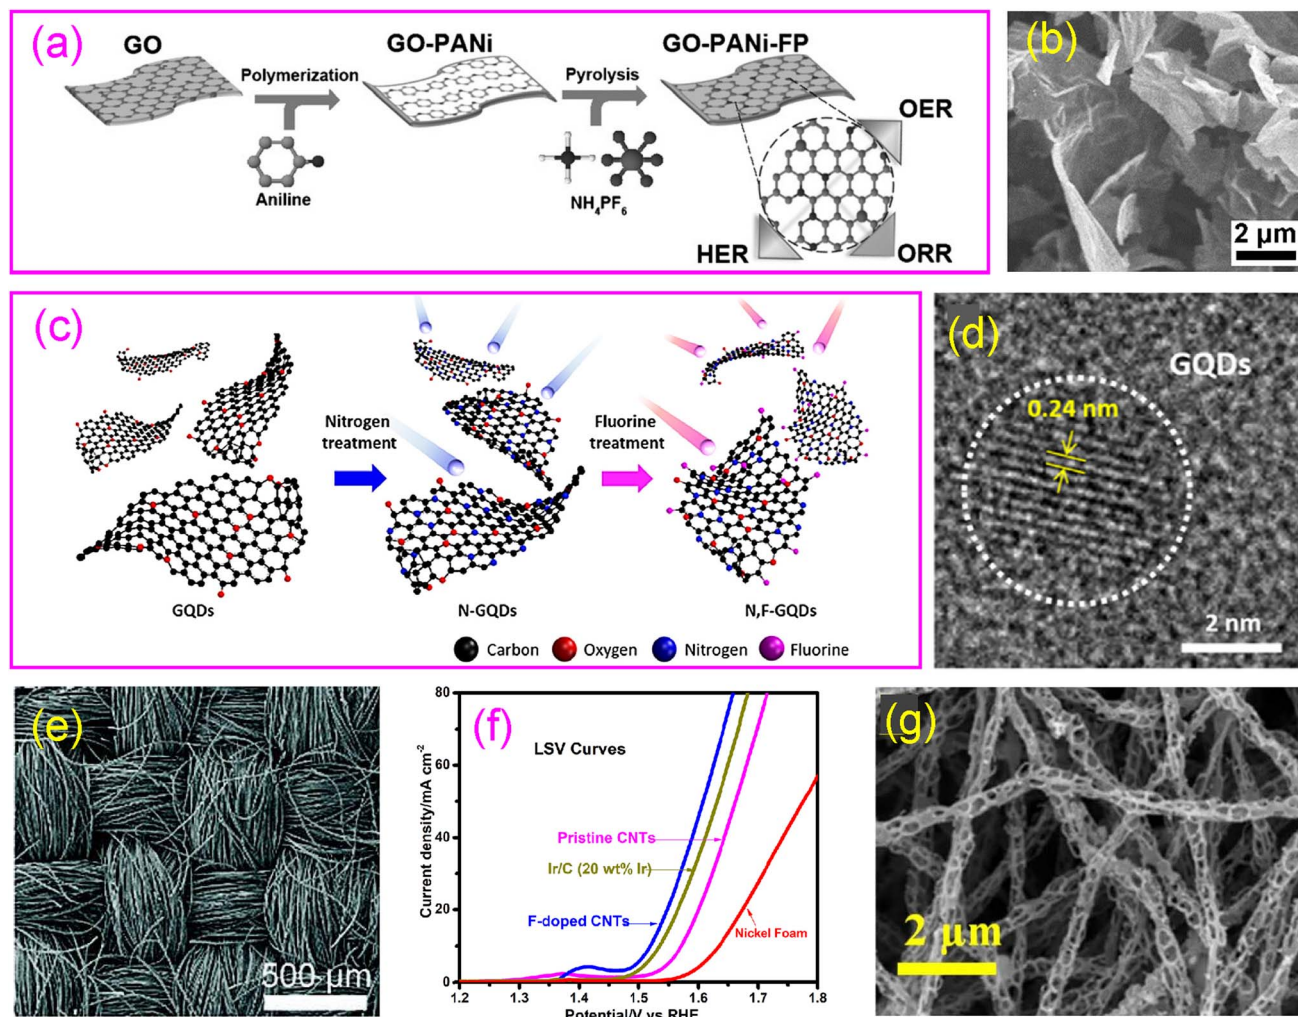 (a)
GO
GO-PANi
GO-PANi-FP
Polymerization
Pyrolysis
OER
Aniline
NH₄PF₆
HER
ORR
(b)
2 µm
(c)
Nitrogen
treatment
Fluorine
treatment
GQDs
N-GQDs
N,F-GQDs
Carbon
Oxygen
Nitrogen
Fluorine
(d)
GQDs
0.24 nm
2 nm
(e)
500 µm
(f)
LSV Curves
Pristine CNTs
Ir/C (20 wt% Ir)
F-doped CNTs
Nickel Foam
Current density/mA cm⁻²
80
60
40
20
0
1.2
1.3
1.4
1.5
1.6
1.7
1.8
Potential/V vs RHE
(g)
2 µm